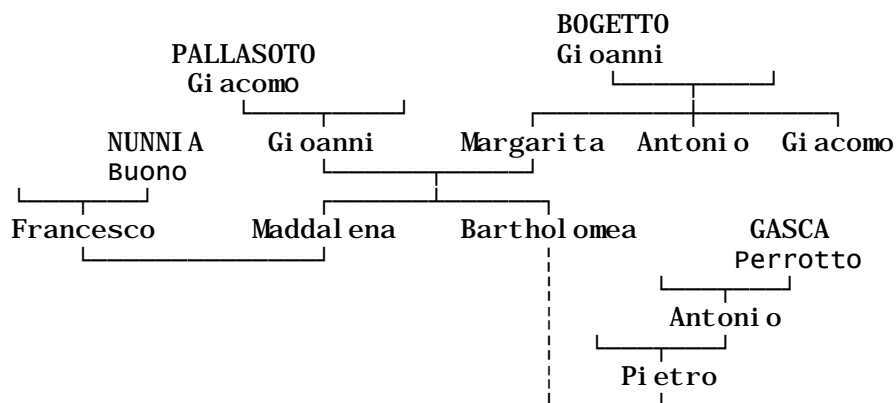 BOGETTO
PALLASOTO Gioanni
Giacomo
NUNNIA Gioanni Margarita Antonio Giacomo
Buono
Francesco Maddalena Bartholomea GASCA
Perrotto
Antonio
Pietro